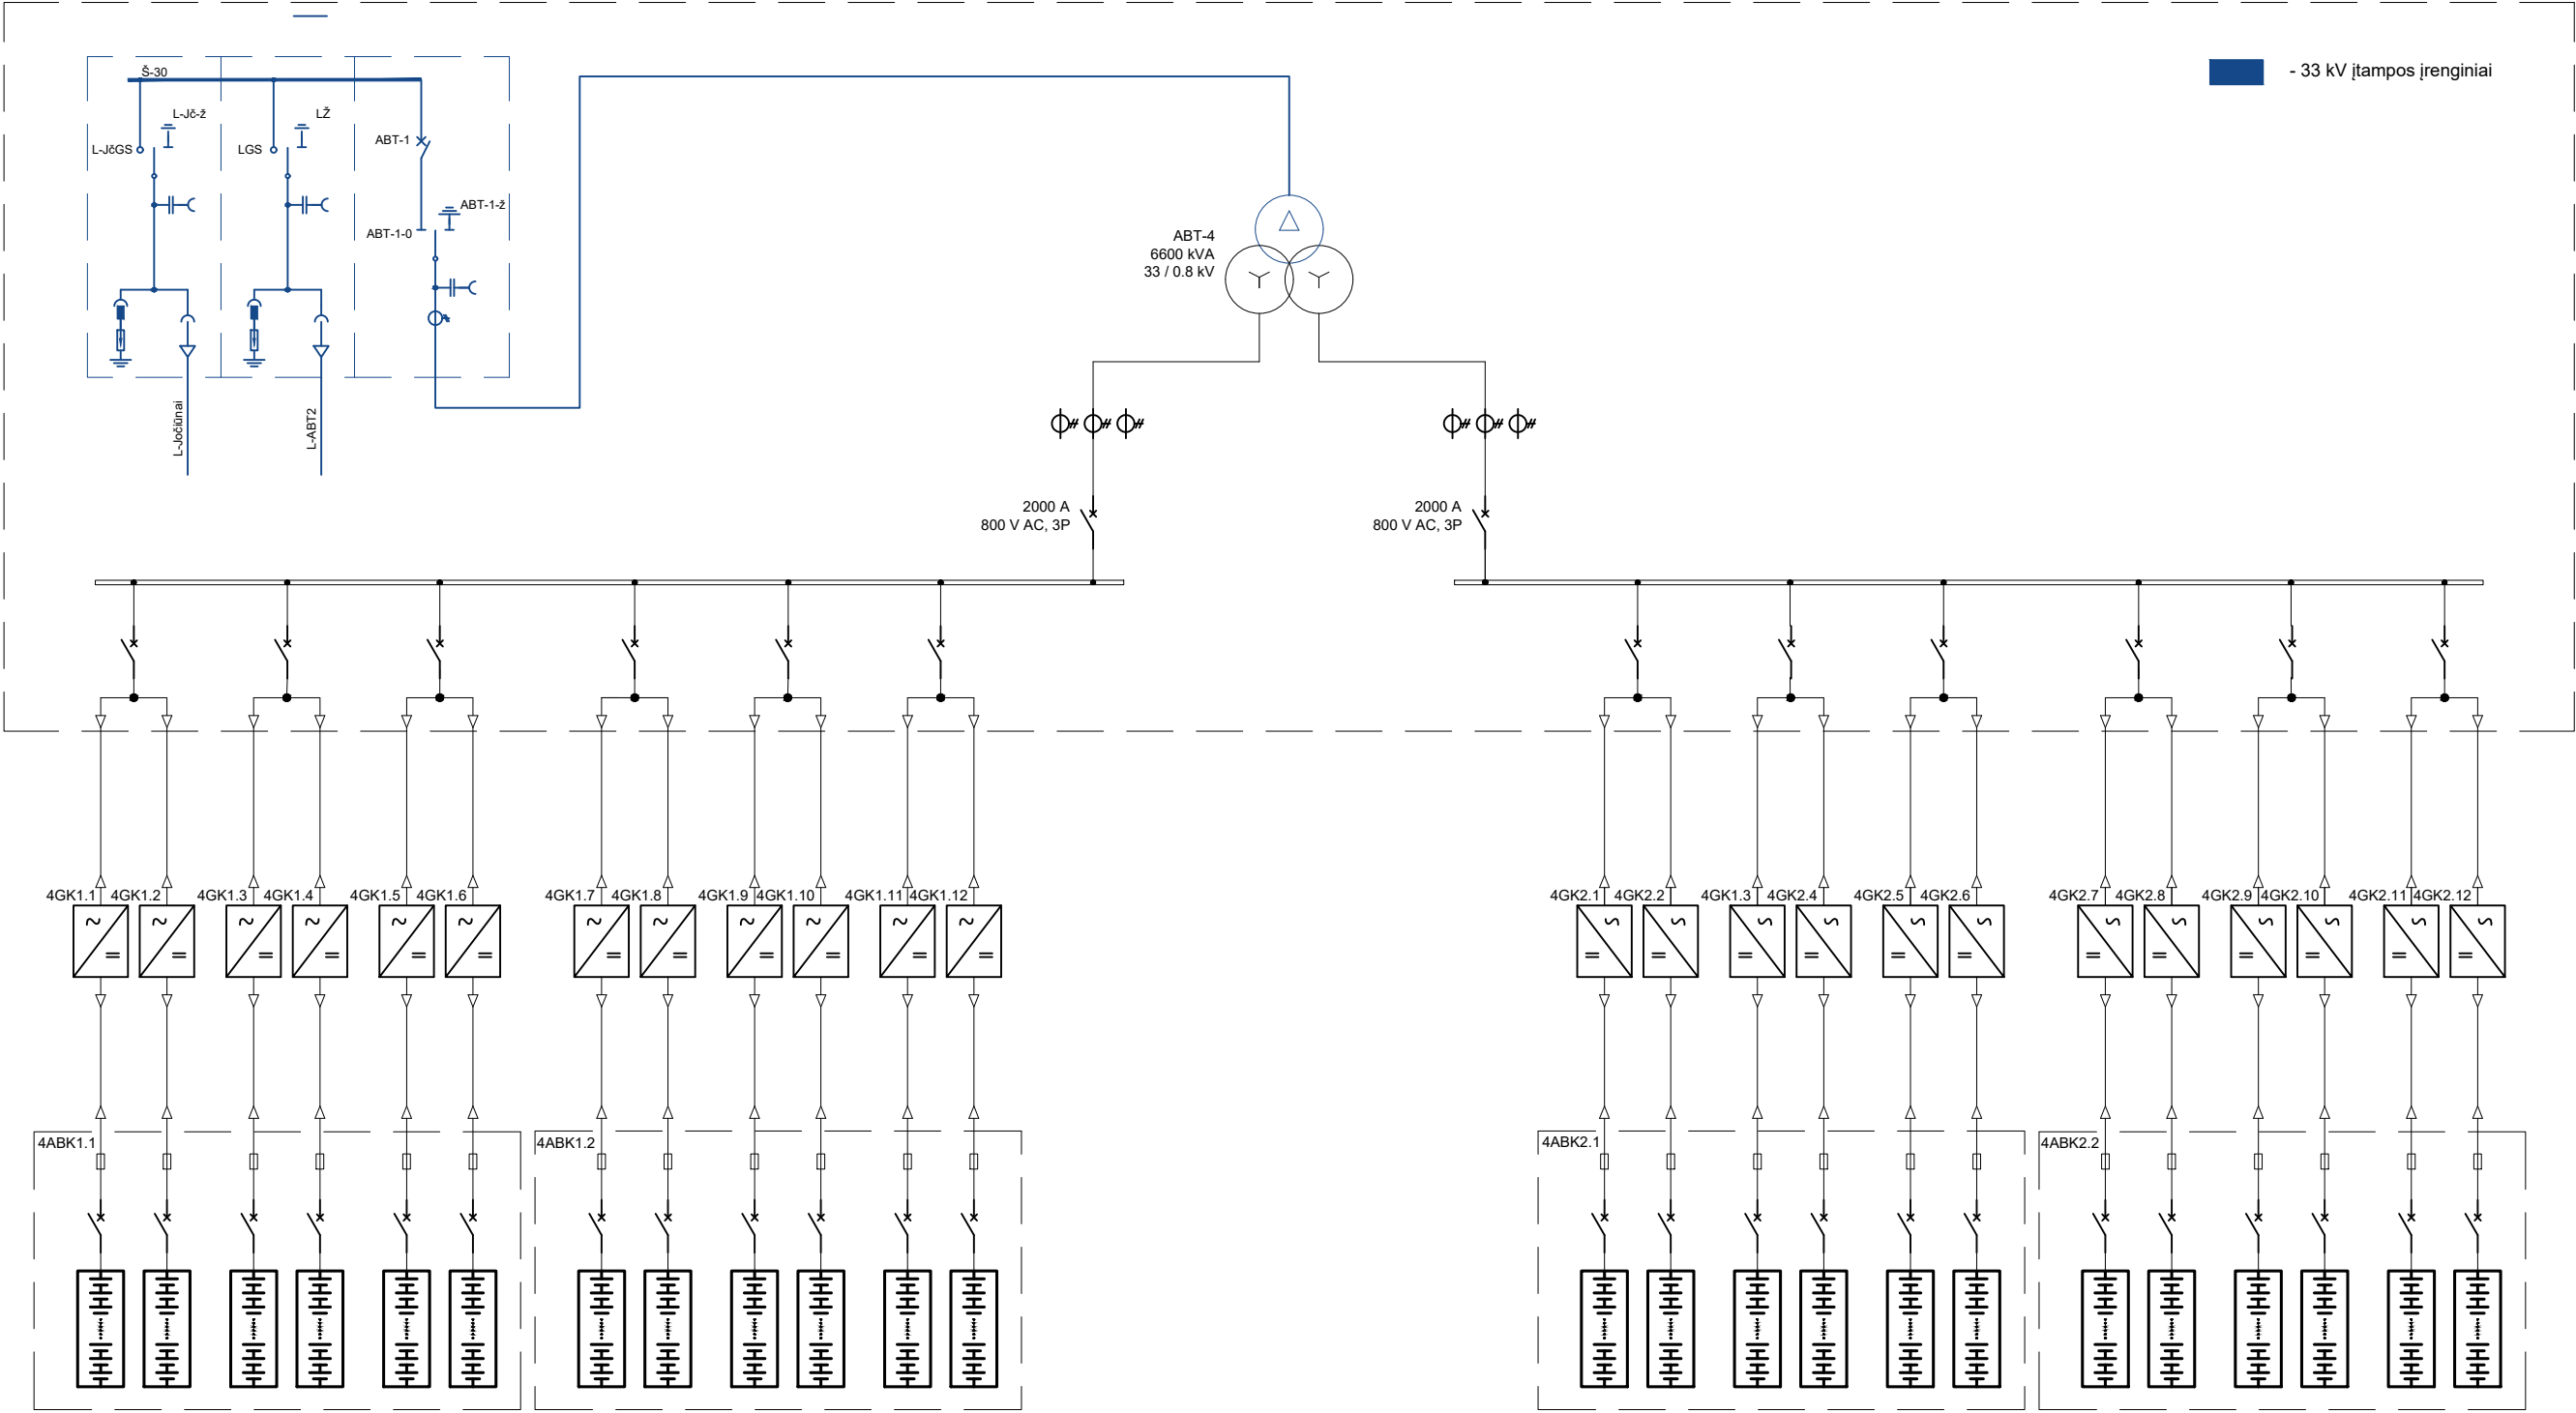 Š-30
- 33 kV įtampos įrenginiai
L-Jč-ž
LŽ
L-JčGS
LGS
ABT-1
ABT-1-ž
ABT-1-0
ABT-4
6600 kVA
33 / 0.8 kV
L-Jočiūnai
L-ABT2
2000 A
800 V AC, 3P
2000 A
800 V AC, 3P
4GK1.1
4GK1.2
4GK1.3
4GK1.4
4GK1.5
4GK1.6
4GK1.7
4GK1.8
4GK1.9
4GK1.10
4GK1.11
4GK1.12
4GK2.1
4GK2.2
4GK1.3
4GK2.4
4GK2.5
4GK2.6
4GK2.7
4GK2.8
4GK2.9
4GK2.10
4GK2.11
4GK2.12
4ABK1.1
4ABK1.2
4ABK2.1
4ABK2.2